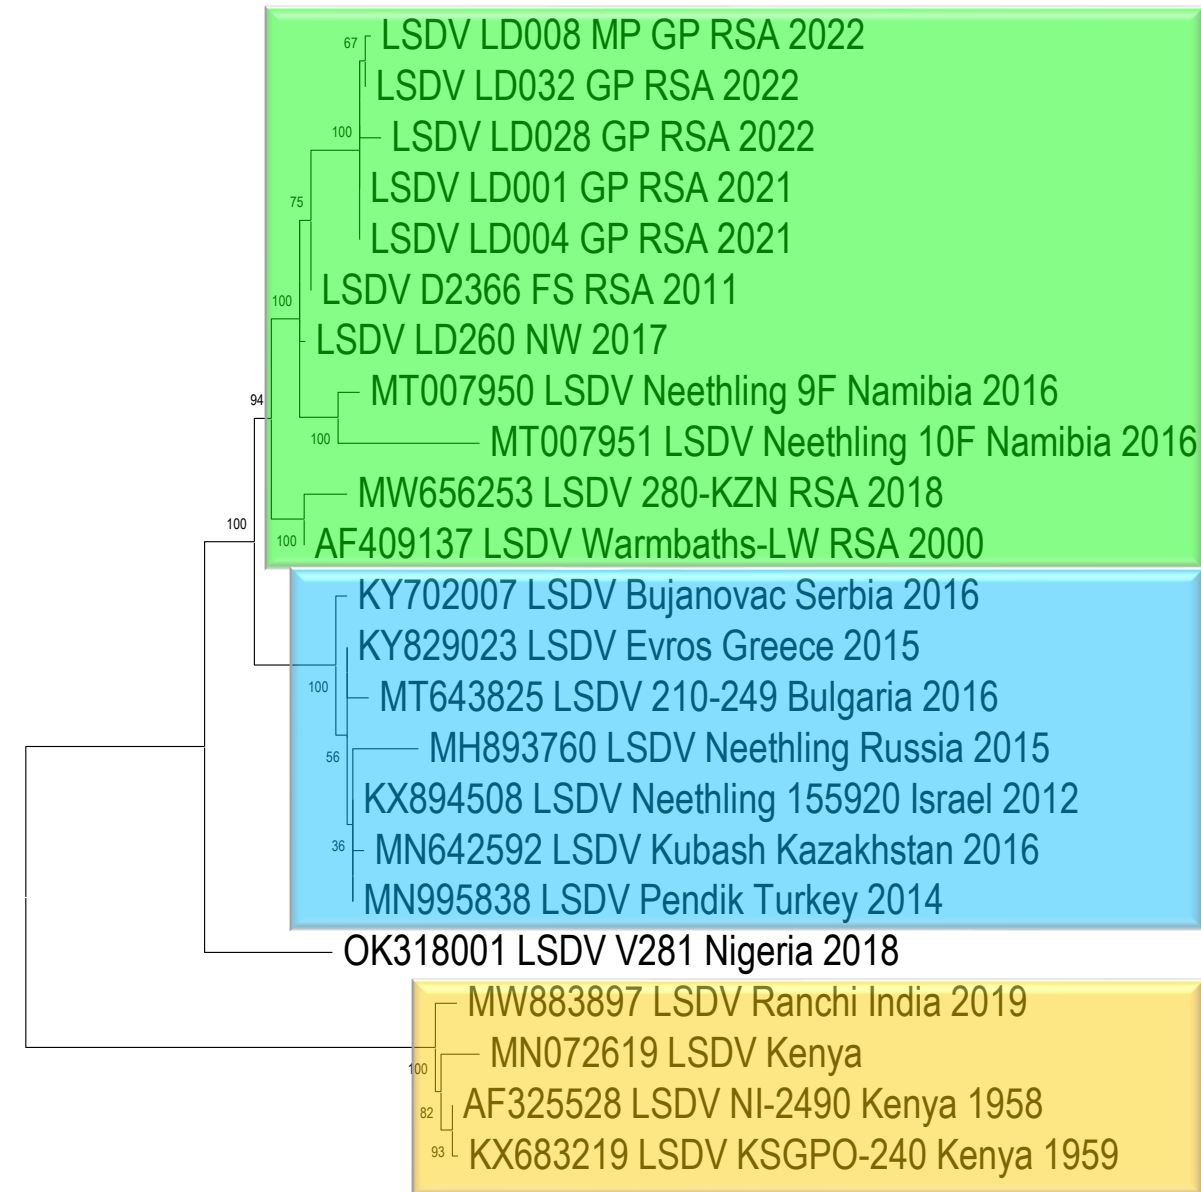 67
LSDV LD008 MP GP RSA 2022
LSDV LD032 GP RSA 2022
100
LSDV LD028 GP RSA 2022
LSDV LD001 GP RSA 2021
75
LSDV LD004 GP RSA 2021
LSDV D2366 FS RSA 2011
100
LSDV LD260 NW 2017
MT007950 LSDV Neethling 9F Namibia 2016
94
100
MT007951 LSDV Neethling 10F Namibia 2016
MW656253 LSDV 280-KZN RSA 2018
100
100
AF409137 LSDV Warmbaths-LW RSA 2000
KY702007 LSDV Bujanovac Serbia 2016
KY829023 LSDV Evros Greece 2015
100
MT643825 LSDV 210-249 Bulgaria 2016
56
MH893760 LSDV Neethling Russia 2015
KX894508 LSDV Neethling 155920 Israel 2012
36
MN642592 LSDV Kubash Kazakhstan 2016
MN995838 LSDV Pendik Turkey 2014
OK318001 LSDV V281 Nigeria 2018
MW883897 LSDV Ranchi India 2019
100
MN072619 LSDV Kenya
82
AF325528 LSDV NI-2490 Kenya 1958
93
KX683219 LSDV KSGPO-240 Kenya 1959